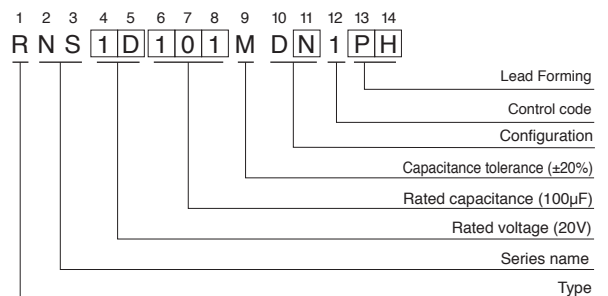 1 2 3 4 5 6 7 8 9 10 11 12 13 14
R N S 1 D 1 0 1 M D N 1 P H
Lead Forming
Control code
Configuration
Capacitance tolerance (±20%)
Rated capacitance (100µF)
Rated voltage (20V)
Series name
Type